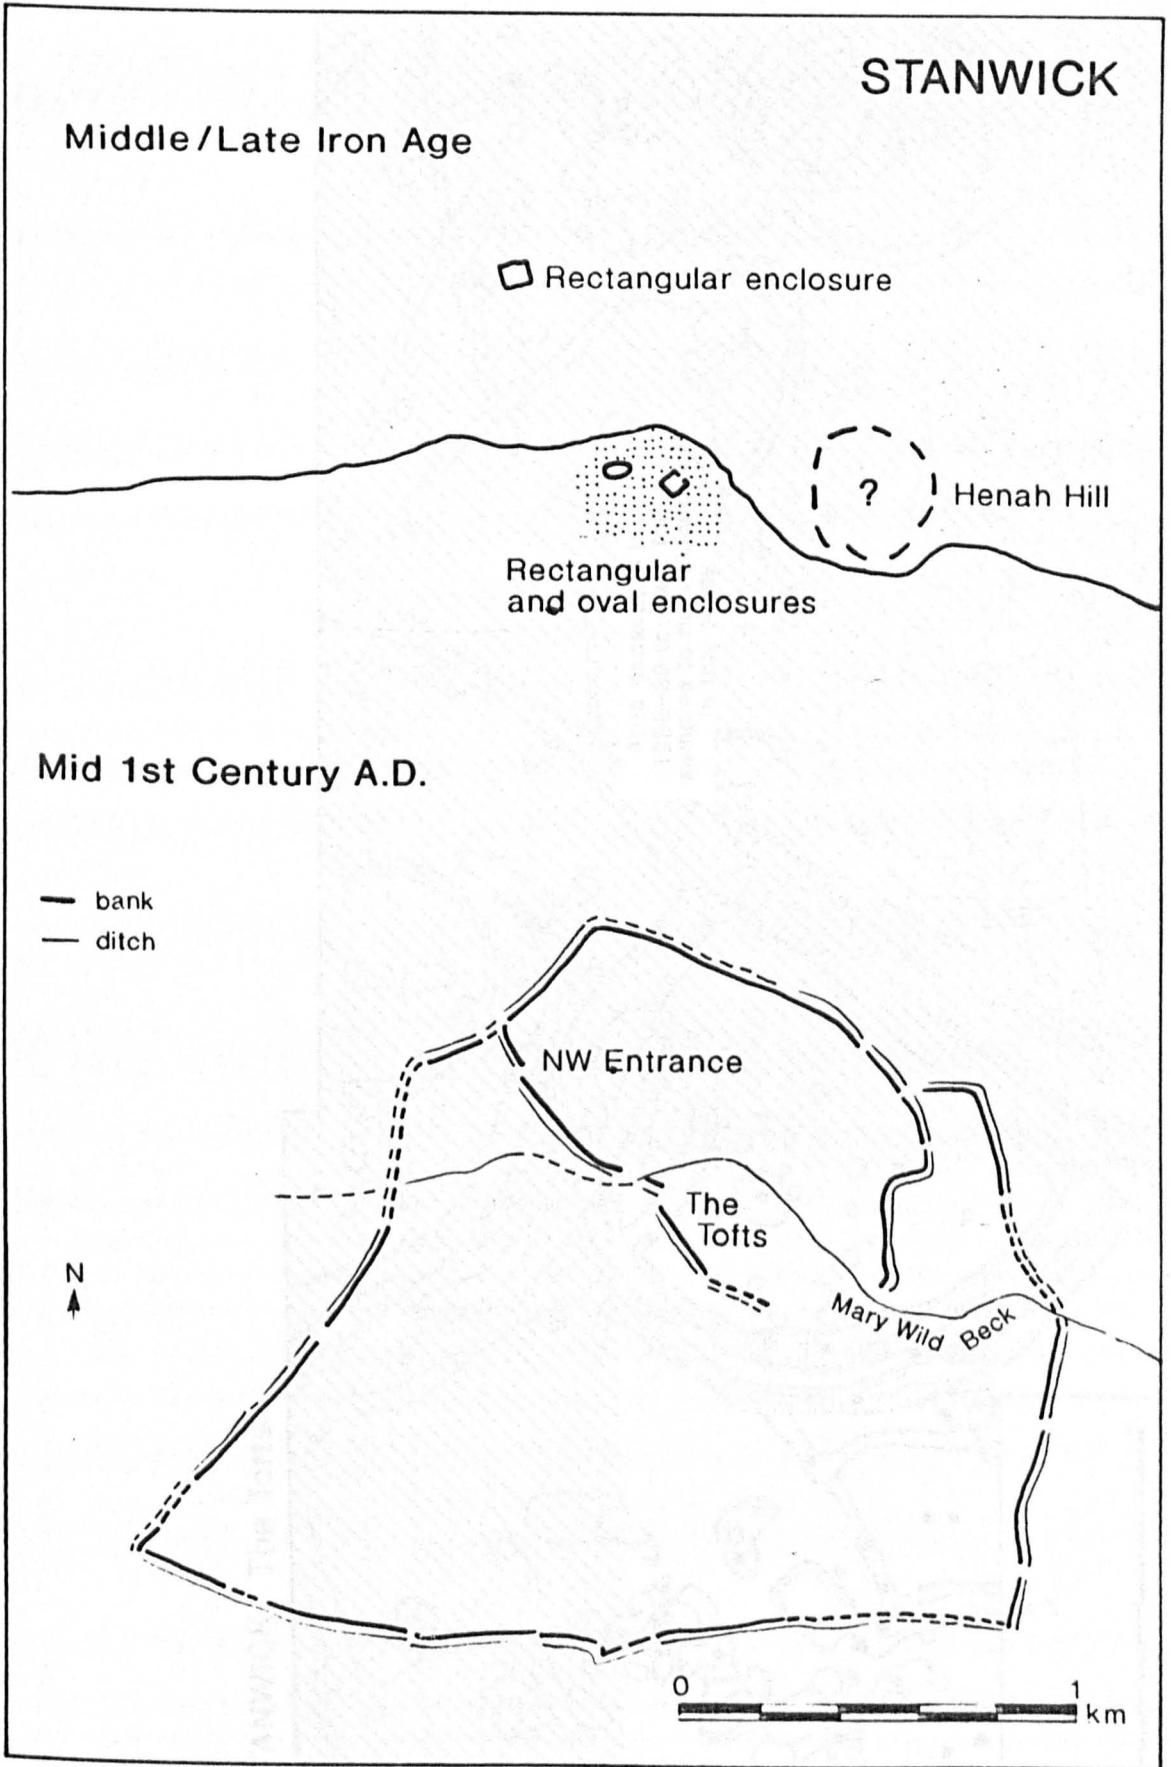 STANWICK
Middle/Late Iron Age
Rectangular enclosure
?
Henah Hill
Rectangular
and oval enclosures
Mid 1st Century A.D.
bank
ditch
NW Entrance
The
Tofts
N
Mary Wild Beck
0 1
km